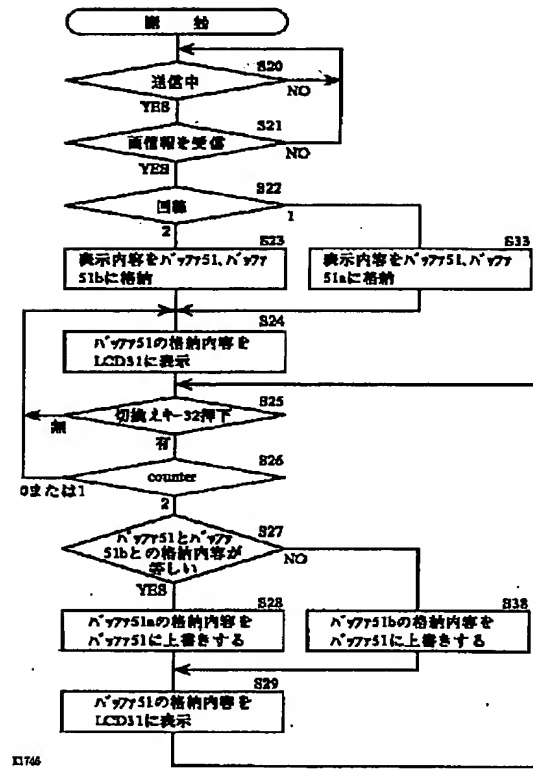 開 始
S20
送信中
NO
YES
S21
画情報を受信
NO
YES
S22
回線
1
2
S23
表示内容をバッファ51、バッファ
51bに格納
S33
表示内容をバッファ51、バッファ
51aに格納
S24
バッファ51の格納内容を
LCD31に表示
S25
切換えキー32押下
無
有
S26
counter
0または1
2
S27
バッファ51とバッファ
51bとの格納内容が
等しい
NO
YES
S28
バッファ51aの格納内容を
バッファ51に上書きする
S38
バッファ51bの格納内容を
バッファ51に上書きする
S29
バッファ51の格納内容を
LCD31に表示